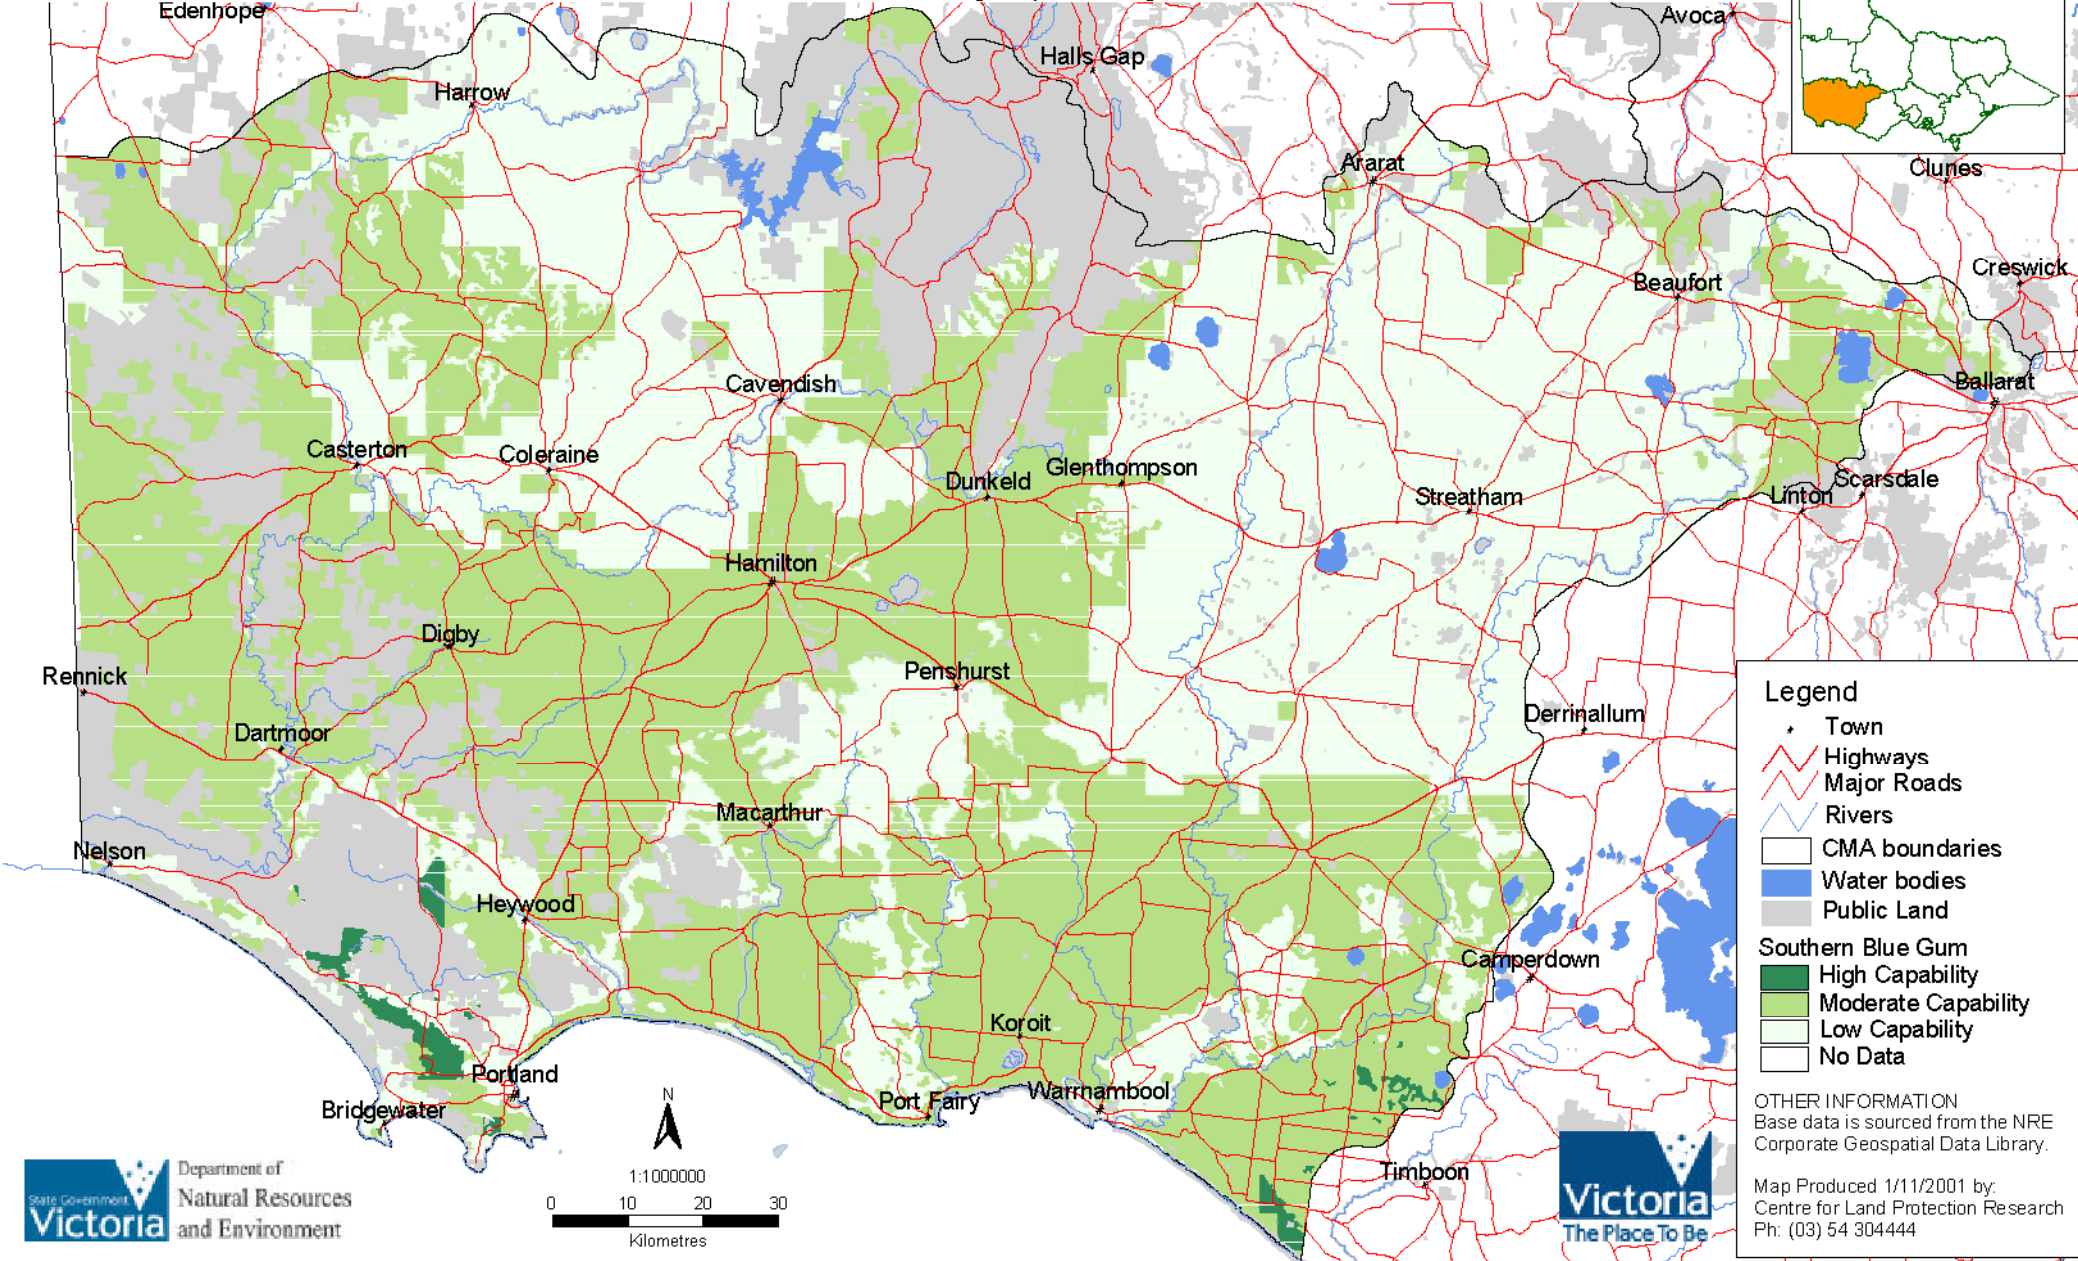 Edenhope
Avoca
Halls Gap
Harrow
Ararat
Clunes
Creswick
Beaufort
Cavendish
Ballarat
Casterton
Coleraine
Dunkeld
Glenthompson
Streatham
Linton
Scarsdale
Hamilton
Digby
Rennick
Penshurst
Dartmoor
Derrinallum
Macarthur
Nelson
Heywood
Camperdown
Koroit
Portland
Bridgewater
Port Fairy
Warrnambool
Timboon
Legend
Town
Highways
Major Roads
Rivers
CMA boundaries
Water bodies
Public Land
Southern Blue Gum
High Capability
Moderate Capability
Low Capability
No Data
OTHER INFORMATION
Base data is sourced from the NRE
Corporate Geospatial Data Library.
Map Produced 1/11/2001 by:
Centre for Land Protection Research
Ph: (03) 54 304444
State Government
Victoria
Department of
Natural Resources
and Environment
N
1:1000000
0 10 20 30
Kilometres
Victoria
The Place To Be